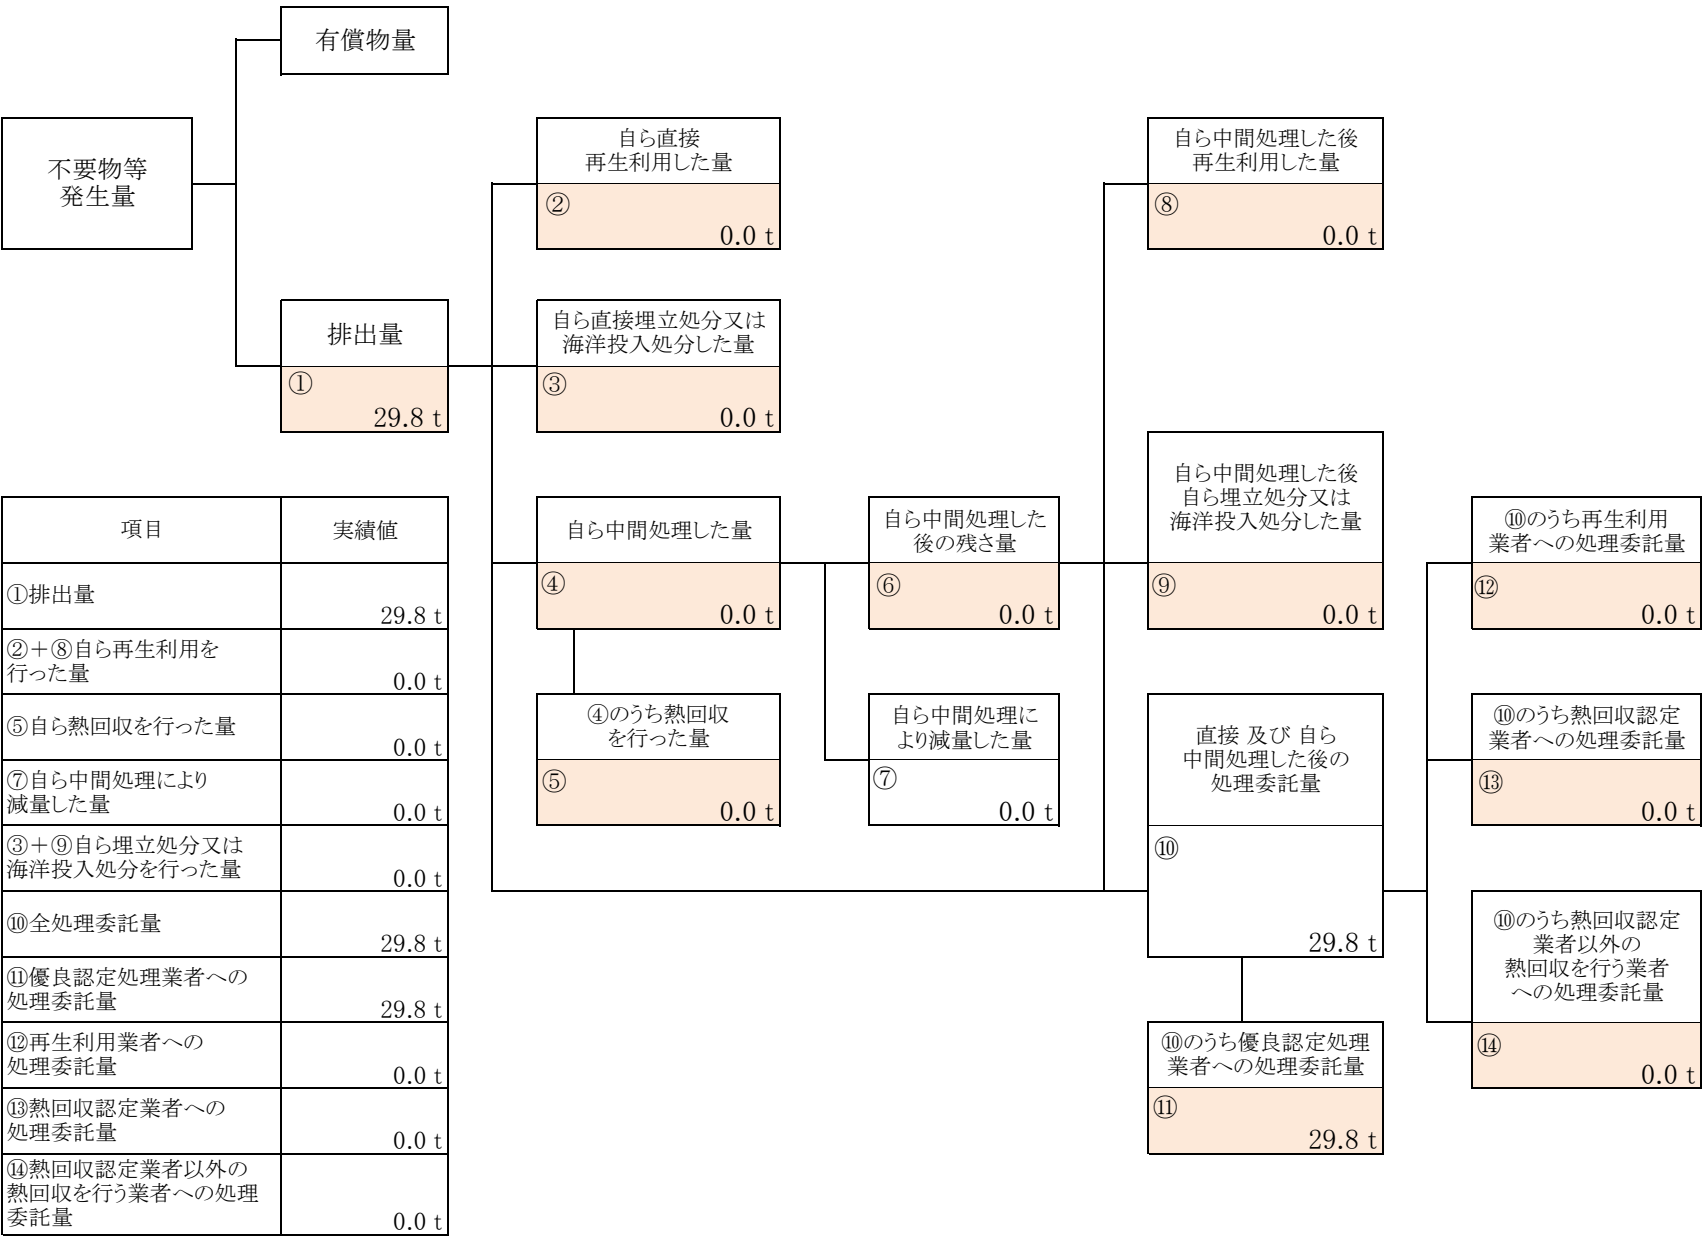 有償物量
不要物等
発生量
自ら直接
再生利用した量
②
0.0 t
自ら中間処理した後
再生利用した量
⑧
0.0 t
排出量
①
29.8 t
自ら直接埋立処分又は
海洋投入処分した量
③
0.0 t
自ら中間処理した量
④
0.0 t
自ら中間処理した
後の残さ量
⑥
0.0 t
自ら中間処理した後
自ら埋立処分又は
海洋投入処分した量
⑨
0.0 t
⑩のうち再生利用
業者への処理委託量
⑫
0.0 t
④のうち熱回収
を行った量
⑤
0.0 t
自ら中間処理に
より減量した量
⑦
0.0 t
直接 及び 自ら
中間処理した後の
処理委託量
⑩
29.8 t
⑩のうち熱回収認定
業者への処理委託量
⑬
0.0 t
⑩のうち熱回収認定
業者以外の
熱回収を行う業者
への処理委託量
⑭
0.0 t
⑩のうち優良認定処理
業者への処理委託量
⑪
29.8 t
項目 実績値
①排出量
29.8 t
②＋⑧自ら再生利用を
行った量
0.0 t
⑤自ら熱回収を行った量
0.0 t
⑦自ら中間処理により
減量した量
0.0 t
③＋⑨自ら埋立処分又は
海洋投入処分を行った量
0.0 t
⑩全処理委託量
29.8 t
⑪優良認定処理業者への
処理委託量
29.8 t
⑫再生利用業者への
処理委託量
0.0 t
⑬熱回収認定業者への
処理委託量
0.0 t
⑭熱回収認定業者以外の
熱回収を行う業者への処理
委託量
0.0 t